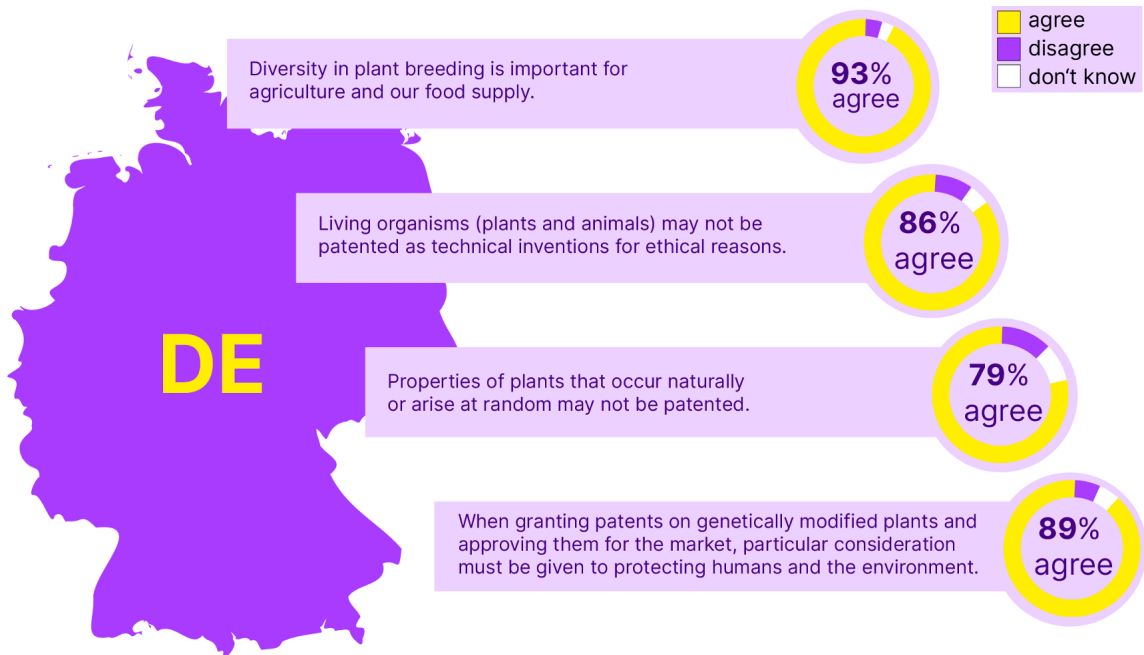 agree
disagree
don't know
Diversity in plant breeding is important for
agriculture and our food supply.
93%
agree
Living organisms (plants and animals) may not be
patented as technical inventions for ethical reasons.
86%
agree
DE
Properties of plants that occur naturally
or arise at random may not be patented.
79%
agree
When granting patents on genetically modified plants and
approving them for the market, particular consideration
must be given to protecting humans and the environment.
89%
agree